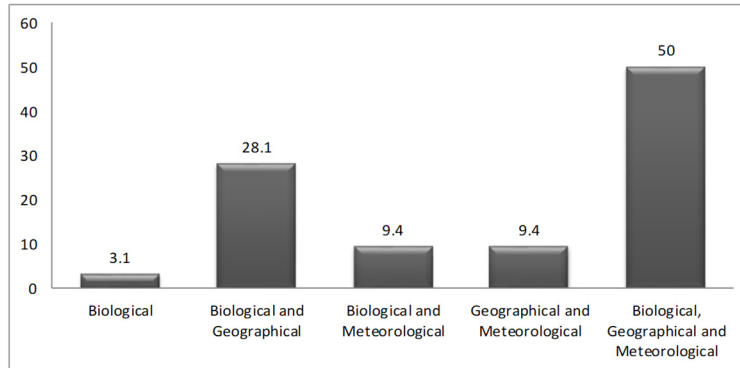 60
50
40
30
20
10
0
3.1
28.1
9.4
9.4
50
Biological
Biological and
Geographical
Biological and
Meteorological
Geographical and
Meteorological
Biological,
Geographical and
Meteorological